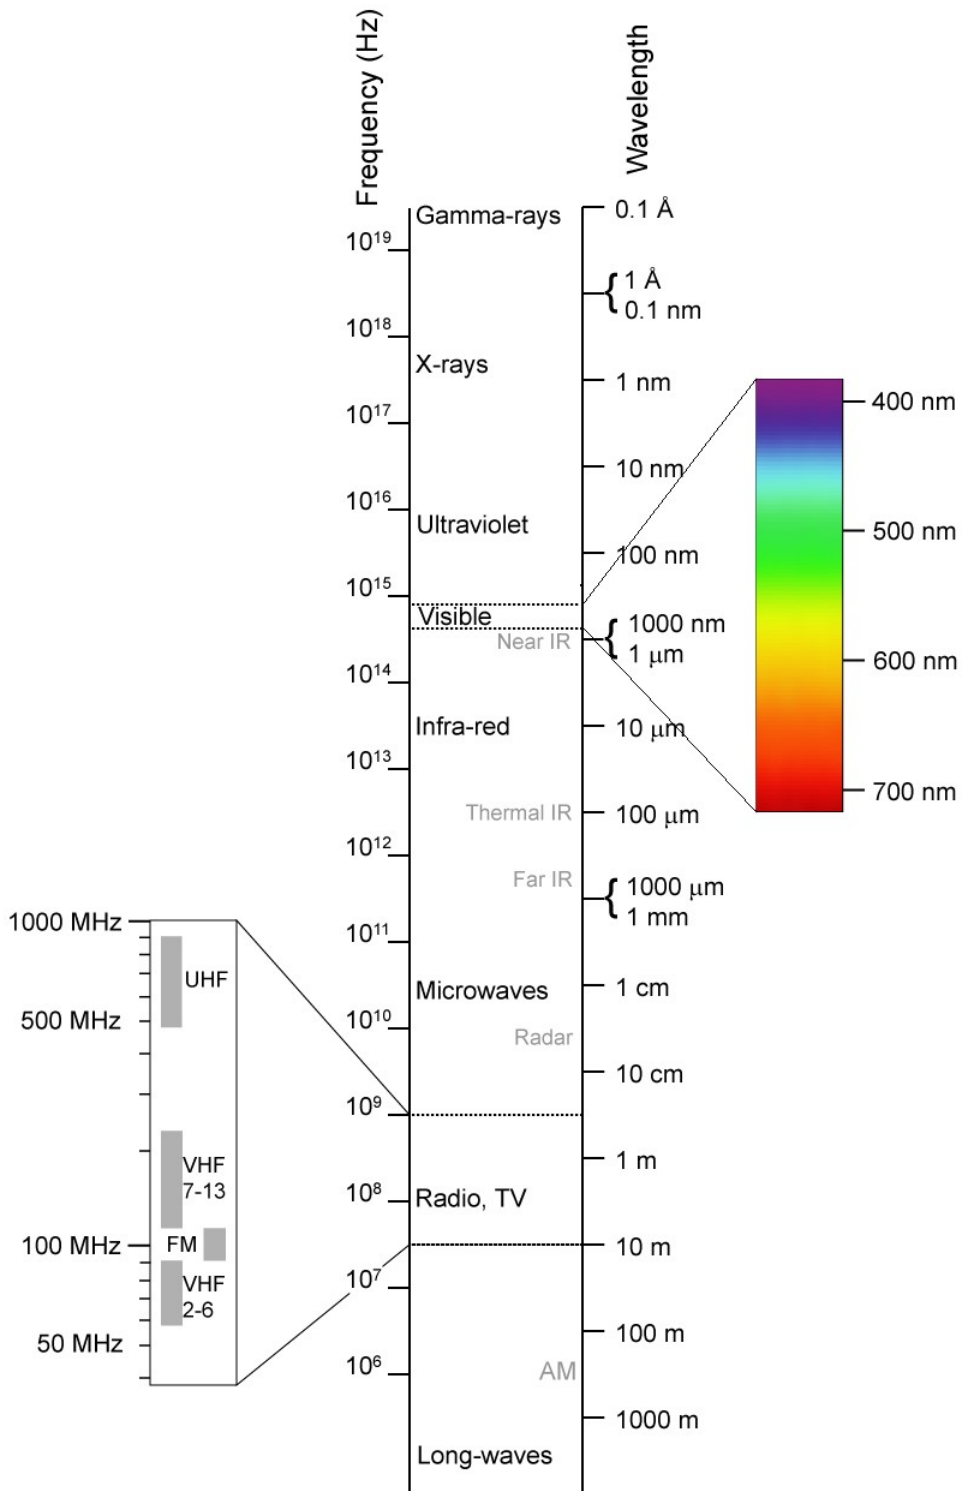 Frequency (Hz)
Wavelength
Gamma-rays
0.1 Å
10¹⁹
1 Å
0.1 nm
10¹⁸
X-rays
1 nm
400 nm
10¹⁷
10 nm
10¹⁶
Ultraviolet
500 nm
100 nm
10¹⁵
Visible
1000 nm
Near IR
1 μm
600 nm
10¹⁴
Infra-red
10 μm
10¹³
700 nm
Thermal IR
100 μm
10¹²
Far IR
1000 μm
1 mm
1000 MHz
10¹¹
UHF
Microwaves
1 cm
500 MHz
10¹⁰
Radar
10 cm
10⁹
VHF
7-13
1 m
10⁸
Radio, TV
100 MHz
FM
10 m
VHF
2-6
10⁷
50 MHz
100 m
10⁶
AM
1000 m
Long-waves